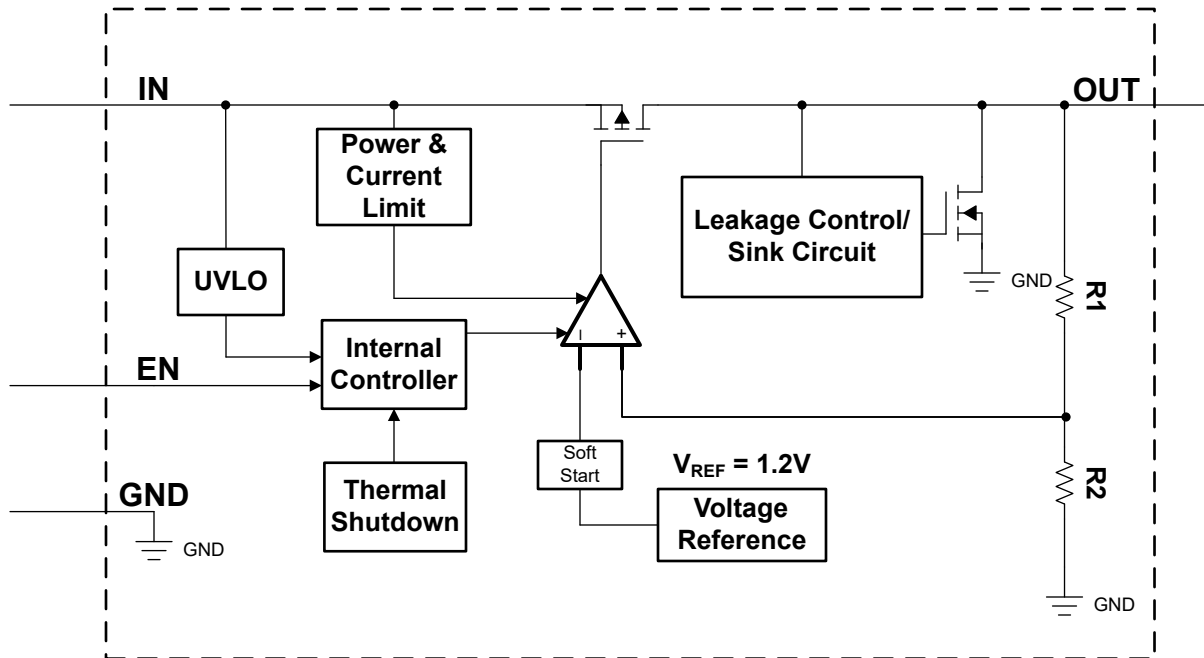 IN
OUT
Power &
Current
Limit
Leakage Control/
Sink Circuit
GND
R1
UVLO
Internal
Controller
− +
EN
Soft
Start
VREF = 1.2V
R2
GND
Thermal
Shutdown
Voltage
Reference
GND
GND